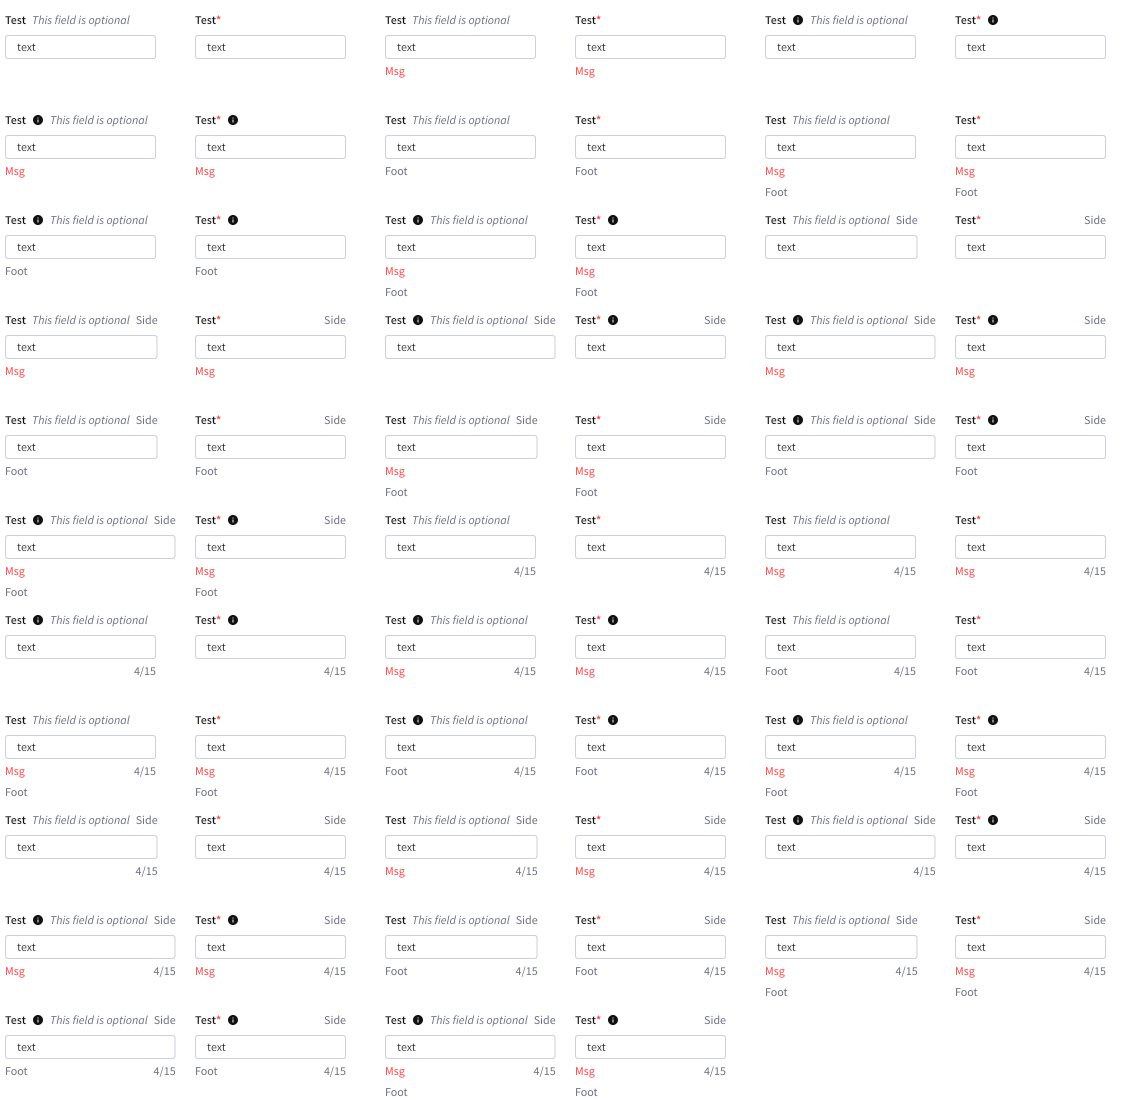 Test This field is optional Test* Test This field is optional Test* Test i This field is optional Test* i
text text text text text text
Msg Msg
Test i This field is optional Test* i Test This field is optional Test* Test This field is optional Test*
text text text text text text
Msg Msg Foot Foot Msg Msg
Foot Foot
Test i This field is optional Test* i Test i This field is optional Test* i Test This field is optional Side Test* Side
text text text text text text
Foot Foot Msg Msg
Foot Foot
Test This field is optional Side Test* Side Test i This field is optional Side Test* i Side Test i This field is optional Side Test* i Side
text text text text text text
Msg Msg Msg Msg
Test This field is optional Side Test* Side Test This field is optional Side Test* Side Test i This field is optional Side Test* i Side
text text text text text text
Foot Foot Msg Msg Foot Foot
Foot Foot
Test i This field is optional Side Test* i Side Test This field is optional Test* Test This field is optional Test*
text text text text text text
Msg Msg 4/15 4/15 Msg 4/15 Msg 4/15
Foot Foot
Test i This field is optional Test* i Test i This field is optional Test* i Test This field is optional Test*
text text text text text text
4/15 4/15 Msg 4/15 Msg 4/15 Foot 4/15 Foot 4/15
Test This field is optional Test* Test i This field is optional Test* i Test i This field is optional Test* i
text text text text text text
Msg 4/15 Msg 4/15 Foot 4/15 Foot 4/15 Msg 4/15 Msg 4/15
Foot Foot Foot Foot
Test This field is optional Side Test* Side Test This field is optional Side Test* Side Test i This field is optional Side Test* i Side
text text text text text text
4/15 4/15 Msg 4/15 Msg 4/15 4/15 4/15
Test i This field is optional Side Test* i Side Test This field is optional Side Test* Side Test This field is optional Side Test* Side
text text text text text text
Msg 4/15 Msg 4/15 Foot 4/15 Foot 4/15 Msg 4/15 Msg 4/15
Foot Foot
Test i This field is optional Side Test* i Side Test i This field is optional Side Test* i Side
text text text text
Foot 4/15 Foot 4/15 Msg 4/15 Msg 4/15
Foot Foot